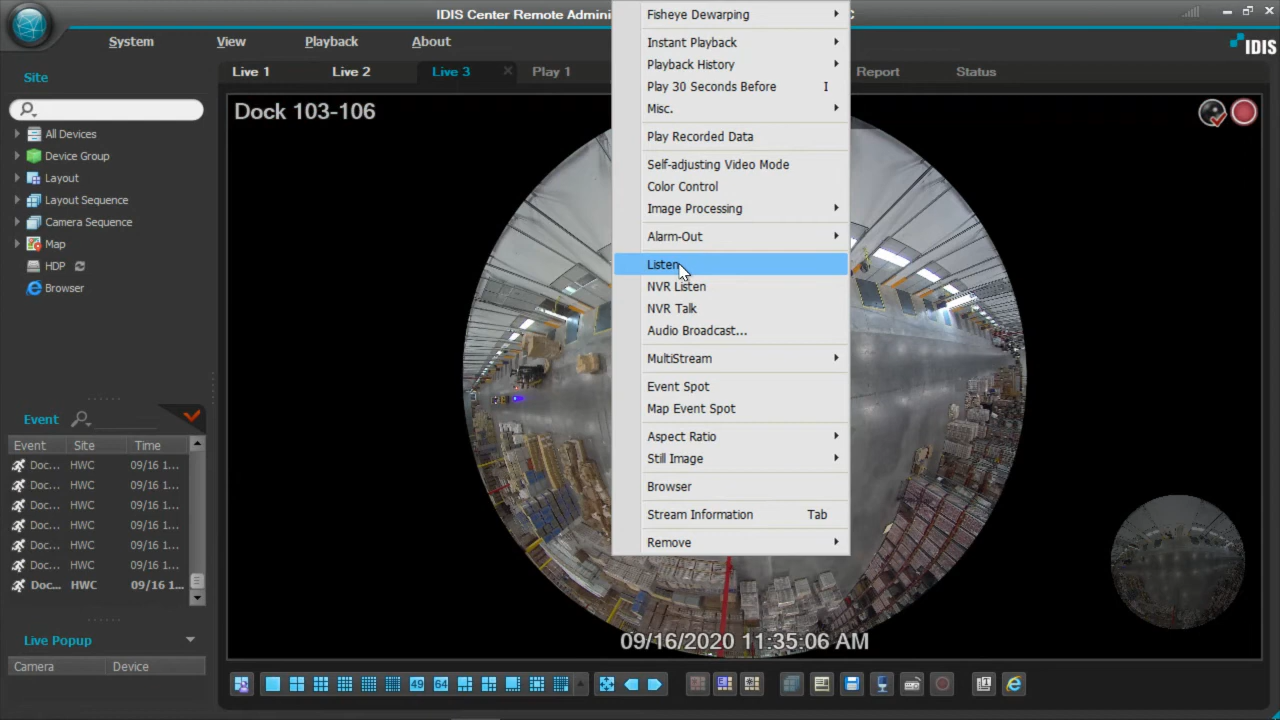 IDIS Center Remote Admini
C
System
View
Playback
About
IDIS
Site
Live 1
Live 2
Live 3
Play 1
Report
Status
All Devices
Device Group
Layout
Layout Sequence
Camera Sequence
Map
HDP
Browser
Dock 103-106
Fisheye Dewarping
Instant Playback
Playback History
Play 30 Seconds Before I
Misc.
Play Recorded Data
Self-adjusting Video Mode
Color Control
Image Processing
Alarm-Out
Listen
NVR Listen
NVR Talk
Audio Broadcast...
MultiStream
Event Spot
Map Event Spot
Aspect Ratio
Still Image
Browser
Stream Information Tab
Remove
Event
Event Site Time
Doc... HWC 09/16 1...
Doc... HWC 09/16 1...
Doc... HWC 09/16 1...
Doc... HWC 09/16 1...
Doc... HWC 09/16 1...
Doc... HWC 09/16 1...
Doc... HWC 09/16 1...
Live Popup
Camera Device
09/16/2020 11:35:06 AM
49
64